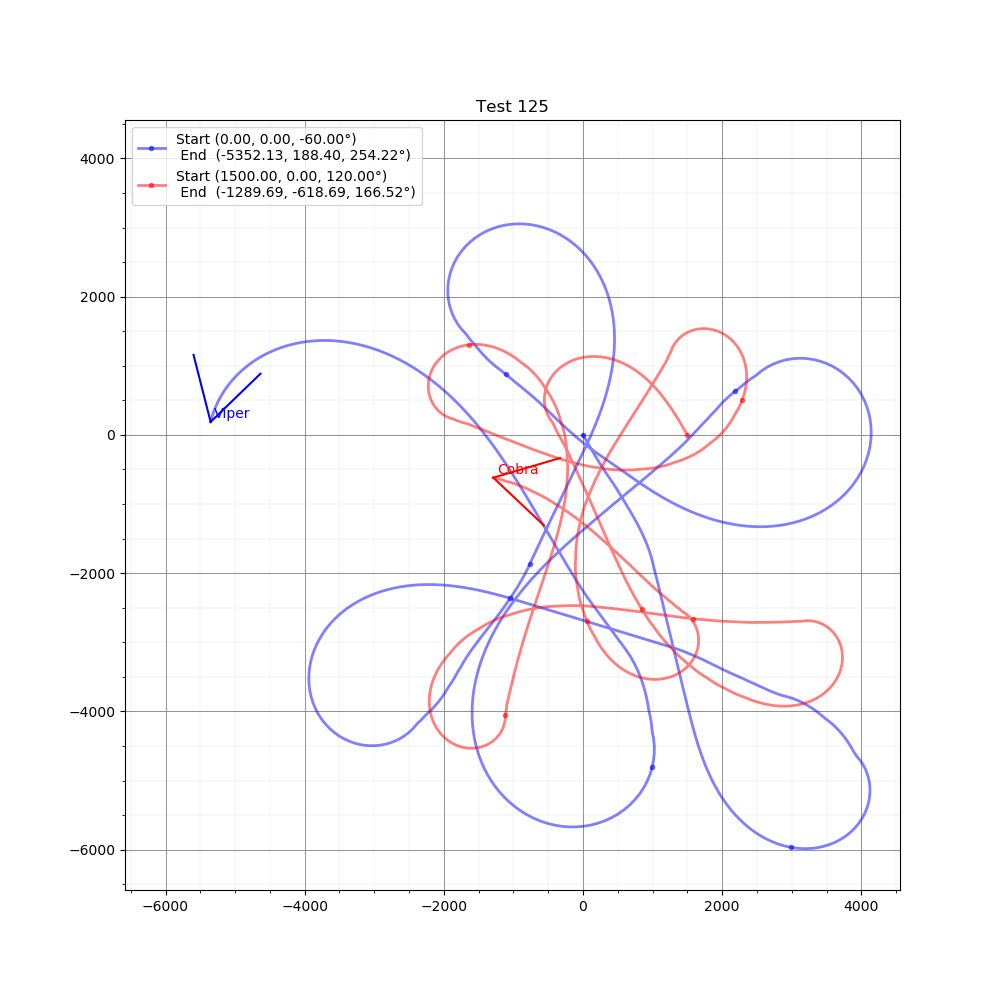 Test 125
Start (0.00, 0.00, -60.00°)
End (-5352.13, 188.40, 254.22°)
Start (1500.00, 0.00, 120.00°)
End (-1289.69, -618.69, 166.52°)
4000
2000
0
−2000
−4000
−6000
Viper
Cobra
−6000 −4000 −2000 0 2000 4000